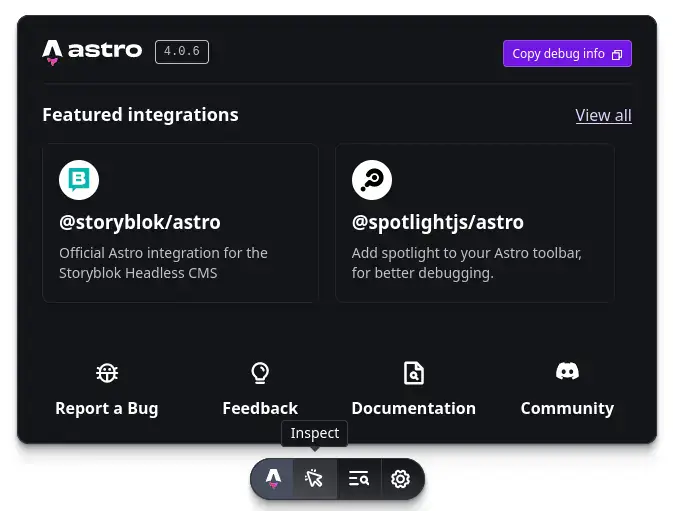 astro
4.0.6
Copy debug info
Featured integrations
View all
@storyblok/astro
Official Astro integration for the
Storyblok Headless CMS
@spotlightjs/astro
Add spotlight to your Astro toolbar,
for better debugging.
Report a Bug
Feedback
Documentation
Community
Inspect